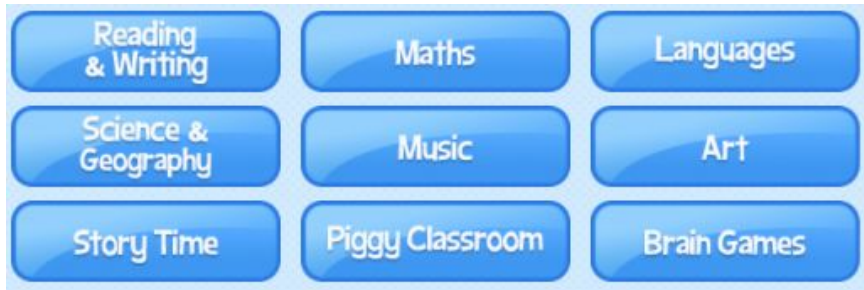 Reading
& Writing
Maths
Languages
Science &
Geography
Music
Art
Story Time
Piggy Classroom
Brain Games